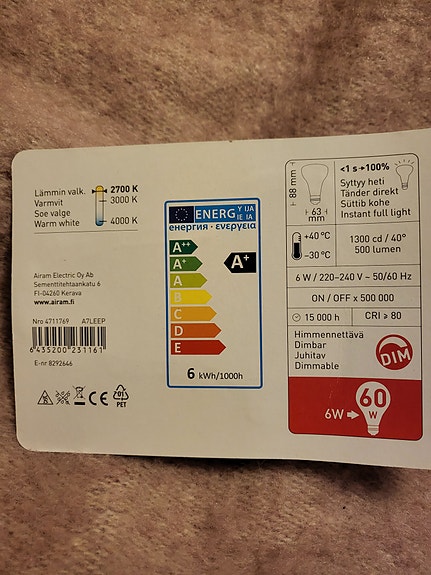 Lämmin valk.
Varmvit
Soe valge
Warm white
2700 K
3000 K
4000 K
Airam Electric Oy Ab
Sementtitehtaankatu 6
FI-04260 Kerava
www.airam.fi
Nro 4711769 A7LEEP
6 435200 231161
E-nr 8292646
CE
01
PET
ENERG Y IJA
IE IA
енергия · ενεργεια
A++
A+
A
B
C
D
E
A+
6 kWh/1000h
88 mm
63
mm
<1 s→100%
Syttyy heti
Tänder direkt
Süttib kohe
Instant full light
+40 °C
-30 °C
1300 cd / 40°
500 lumen
6 W / 220-240 V ~ 50/60 Hz
ON / OFF x 500 000
15 000 h
CRI ≥ 80
Himmennettävä
Dimbar
Juhitav
Dimmable
DIM
6W → 60
W